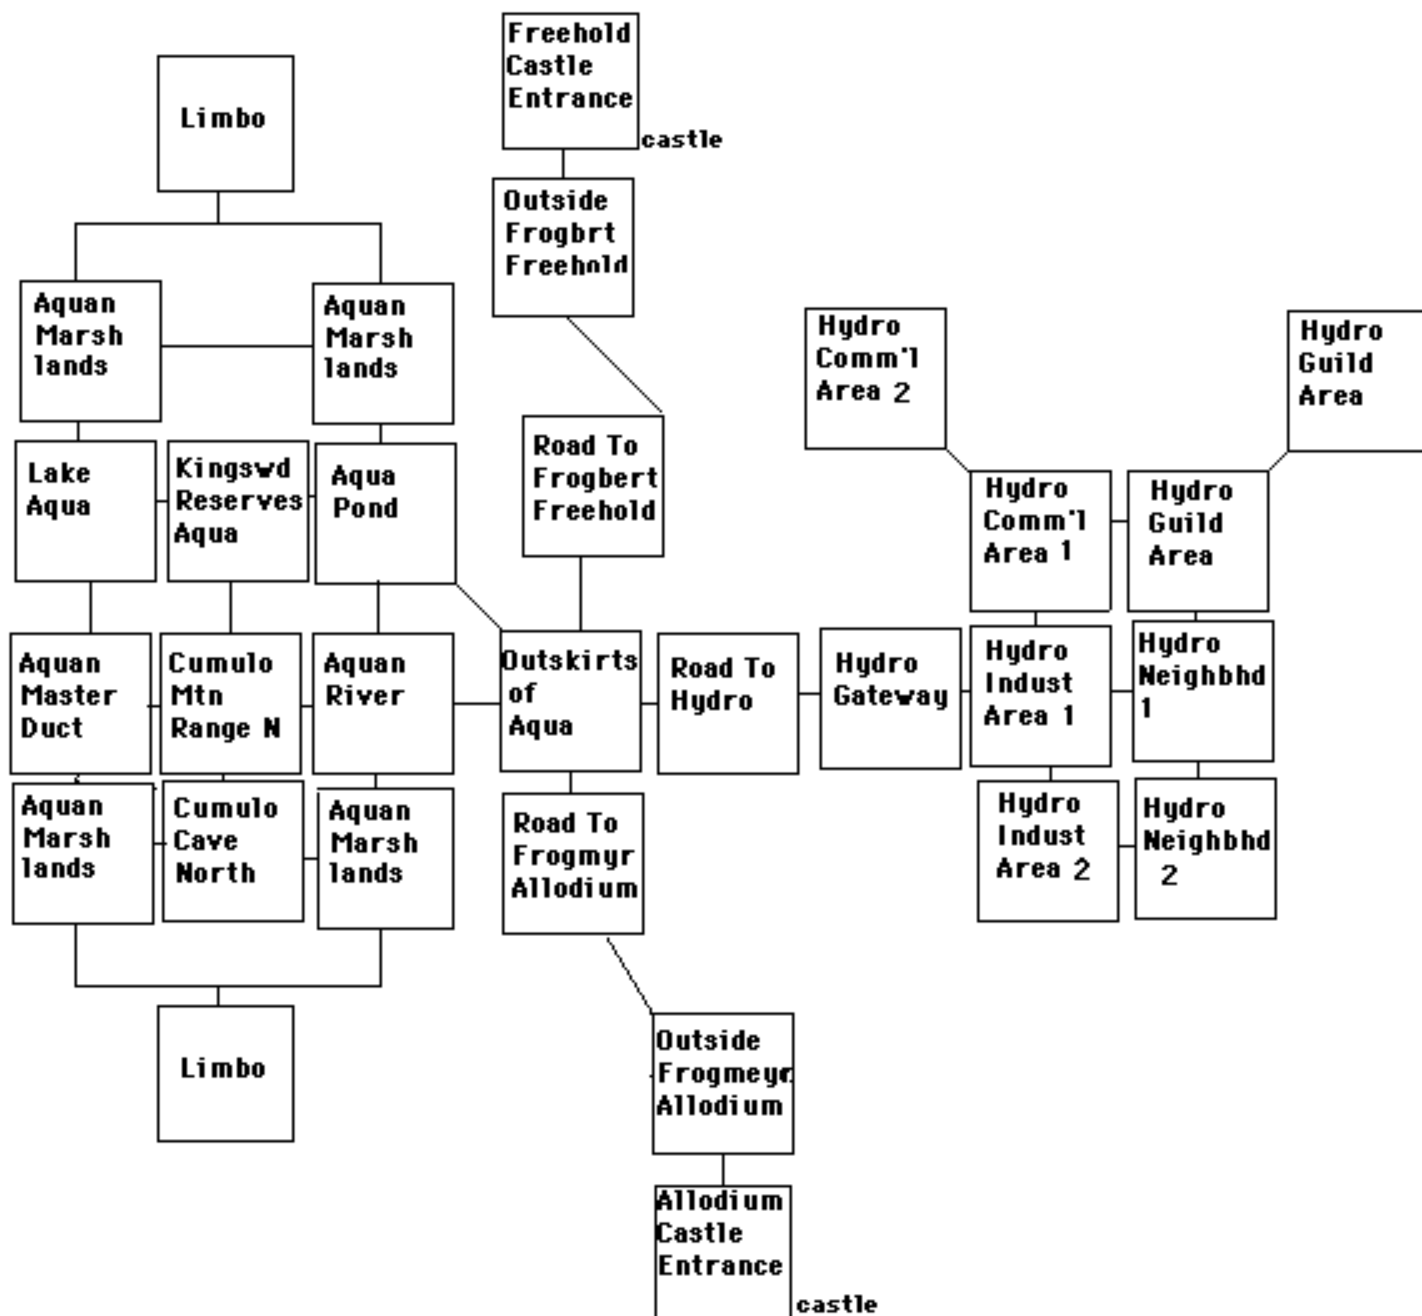 Freehold
Castle
Entrance
castle
Limbo
Outside
Frogbrt
Freehold
Aquan
Marsh
lands
Aquan
Marsh
lands
Hydro
Comm'l
Area 2
Hydro
Guild
Area
Lake
Aqua
Kingswd
Reserves
Aqua
Aqua
Pond
Road To
Frogbert
Freehold
Hydro
Comm'l
Area 1
Hydro
Guild
Area
Aquan
Master
Duct
Cumulo
Mtn
Range N
Aquan
River
Outskirts
of
Aqua
Road To
Hydro
Hydro
Gateway
Hydro
Indust
Area 1
Hydro
Neighbhd
1
Aquan
Marsh
lands
Cumulo
Cave
North
Aquan
Marsh
lands
Road To
Frogmyr
Allodium
Hydro
Indust
Area 2
Hydro
Neighbhd
2
Limbo
Outside
Frogmeyr
Allodium
Allodium
Castle
Entrance
castle